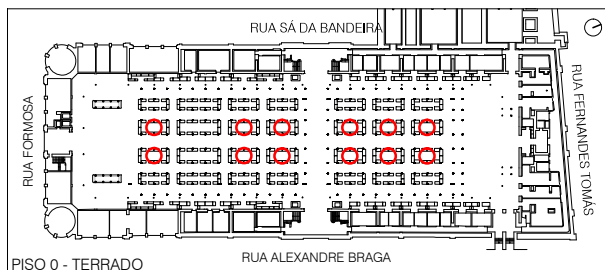 RUA SÁ DA BANDEIRA
RUA FORMOSA
RUA FERNANDES TOMÁS
RUA ALEXANDRE BRAGA
PISO 0 - TERRADO